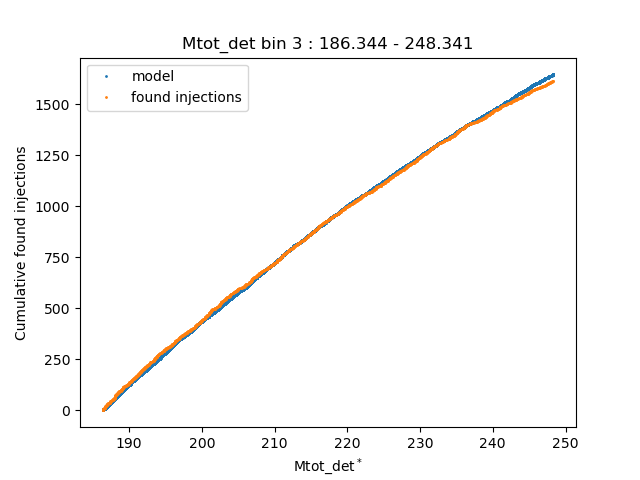 Mtot_det bin 3 : 186.344 - 248.341
model
found injections
Cumulative found injections
1500
1250
1000
750
500
250
0
190 200 210 220 230 240 250
Mtot_det*